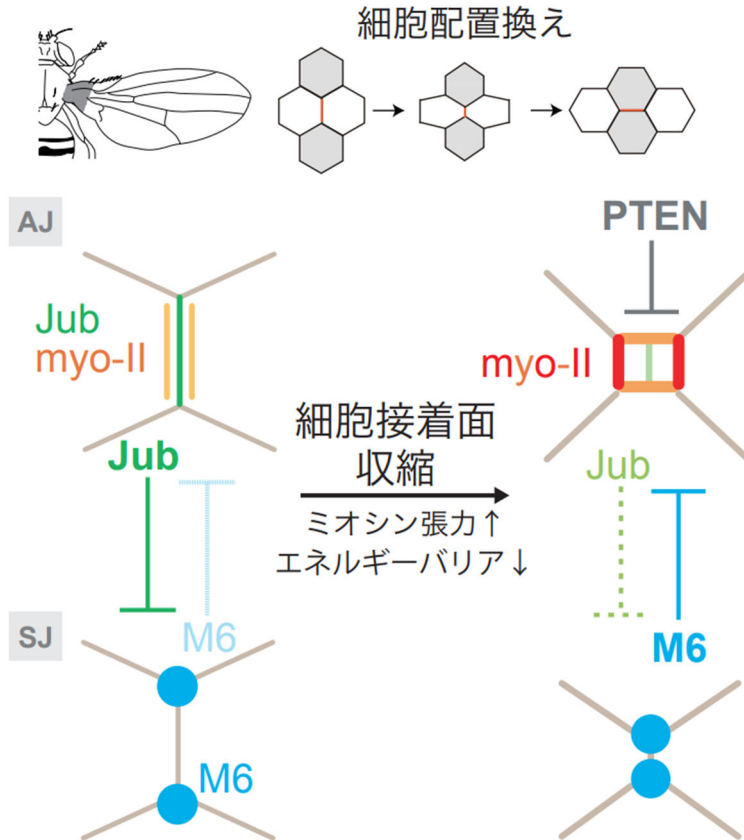 細胞配置換え
AJ
PTEN
Jub
myo-II
myo-II
Jub
細胞接着面
収縮
ミオシン張力↑
エネルギーバリア↓
Jub
M6
SJ
M6
M6